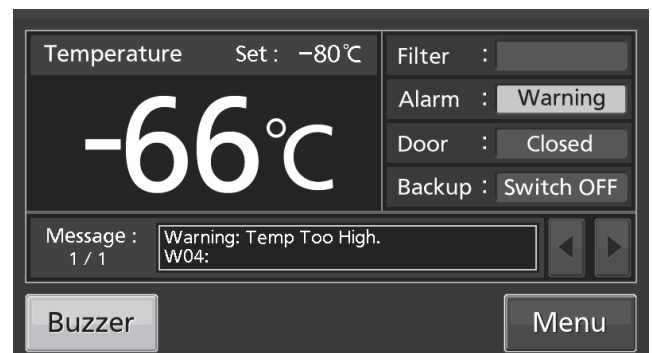 Temperature Set : −80℃
-66℃
Filter :
Alarm : Warning
Door : Closed
Backup : Switch OFF
Message : 1 / 1
Warning: Temp Too High.
W04:
Buzzer
Menu